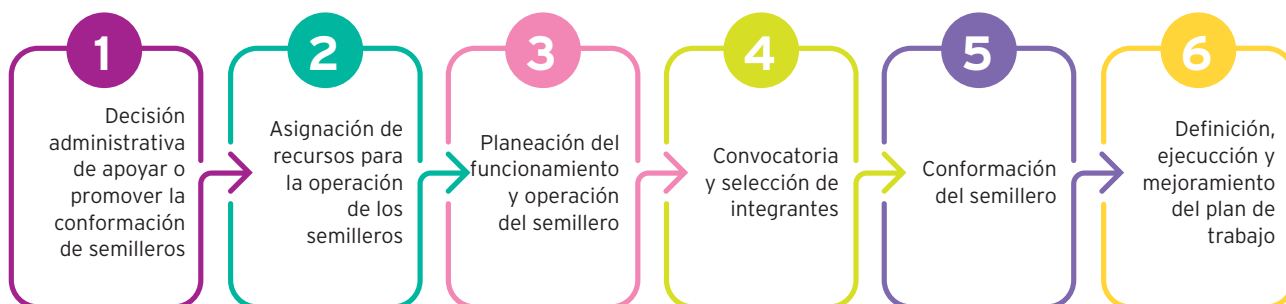 1
Decisión
administrativa
de apoyar o
promover la
conformación
de semilleros
2
Asignación de
recursos para
la operación
de los
semilleros
3
Planeación del
funcionamiento
y operación
del semillero
4
Convocatoria
y selección de
integrantes
5
Conformación
del semillero
6
Definición,
ejecucción y
mejoramiento
del plan de
trabajo